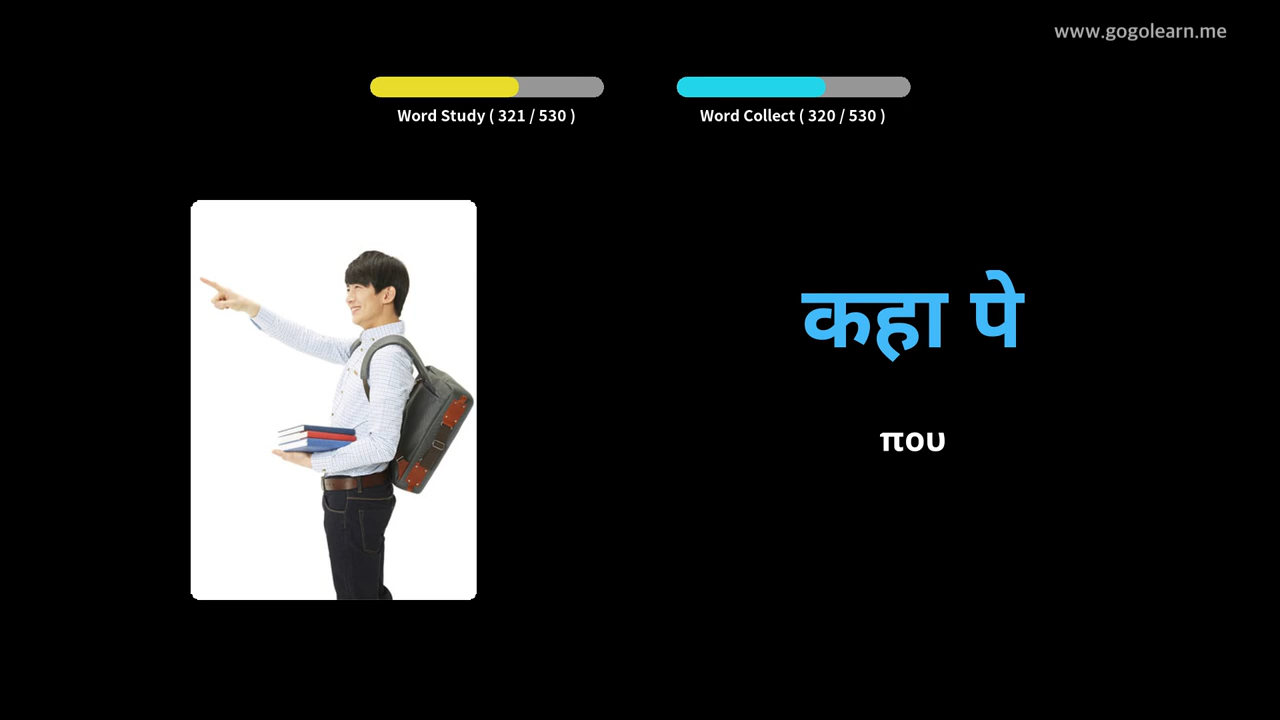 www.gogolearn.me
Word Study ( 321 / 530 )
Word Collect ( 320 / 530 )
कहा पे
που